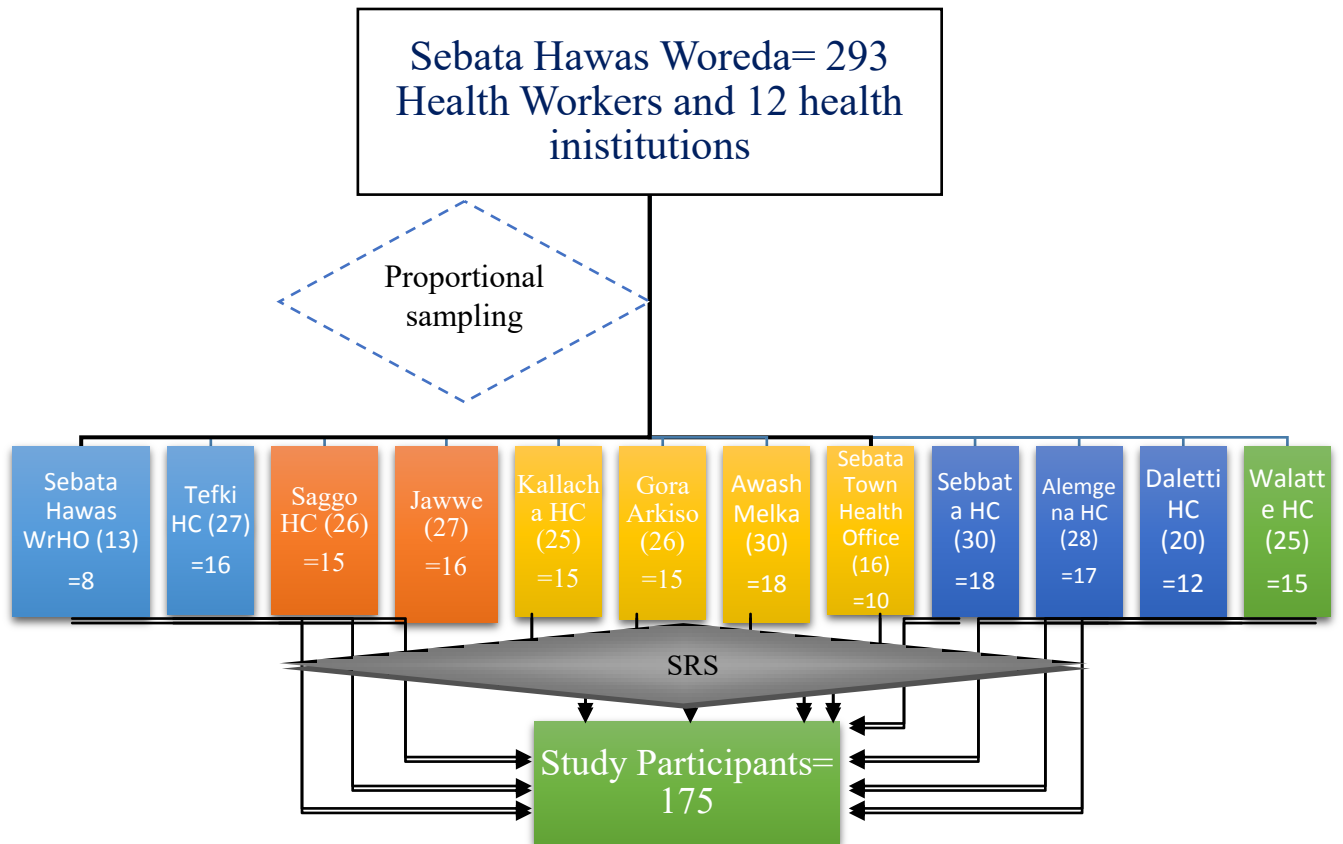 Sebata Hawas Woreda= 293
Health Workers and 12 health
inistitutions
Proportional
sampling
Sebata
Hawas
WrHO (13)
=8
Tefki
HC (27)
=16
Saggo
HC (26)
=15
Jawwe
(27)
=16
Kallach
a HC
(25)
=15
Gora
Arkiso
(26)
=15
Awash
Melka
(30)
=18
Sebata
Town
Health
Office
(16)
=10
Sebbat
a HC
(30)
=18
Alemge
na HC
(28)
=17
Daletti
HC
(20)
=12
Walatt
e HC
(25)
=15
SRS
Study Participants=
175